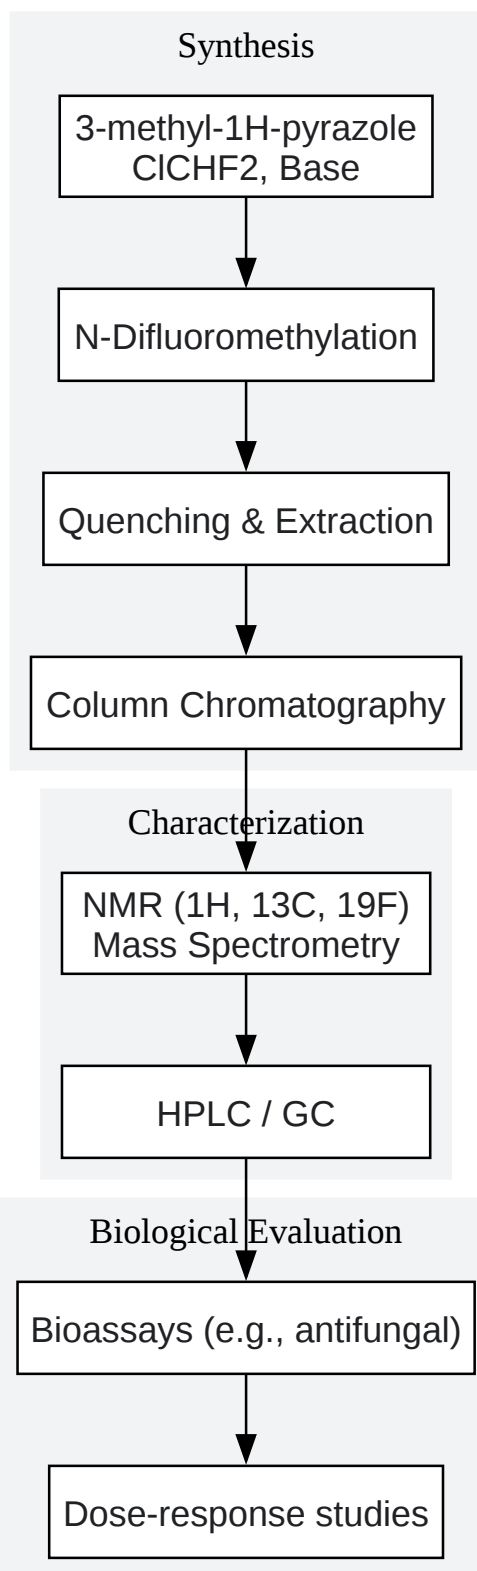 Synthesis
3-methyl-1H-pyrazole
ClCHF2, Base
N-Difluoromethylation
Quenching & Extraction
Column Chromatography
Characterization
NMR (1H, 13C, 19F)
Mass Spectrometry
HPLC / GC
Biological Evaluation
Bioassays (e.g., antifungal)
Dose-response studies